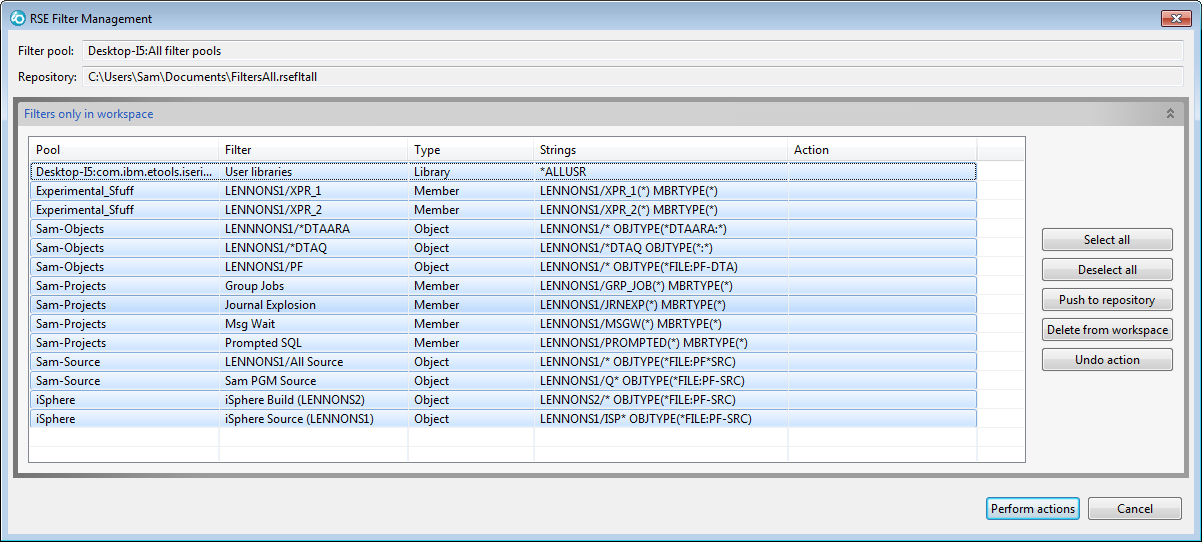 RSE Filter Management
Filter pool: Desktop-I5:All filter pools
Repository: C:\Users\Sam\Documents\FiltersAll.rsefltall
Filters only in workspace
Pool Filter Type Strings Action
Desktop-I5:com.ibm.etools.iseri... User libraries Library *ALLUSR
Experimental_Sfuff LENNONS1/XPR_1 Member LENNONS1/XPR_1(*) MBRTYPE(*)
Experimental_Sfuff LENNONS1/XPR_2 Member LENNONS1/XPR_2(*) MBRTYPE(*)
Sam-Objects LENNNONS1/*DTAARA Object LENNONS1/* OBJTYPE(*DTAARA:*)
Sam-Objects LENNONS1/*DTAQ Object LENNONS1/*DTAQ OBJTYPE(*:*)
Sam-Objects LENNONS1/PF Object LENNONS1/* OBJTYPE(*FILE:PF-DTA)
Sam-Projects Group Jobs Member LENNONS1/GRP_JOB(*) MBRTYPE(*)
Sam-Projects Journal Explosion Member LENNONS1/JRNEXP(*) MBRTYPE(*)
Sam-Projects Msg Wait Member LENNONS1/MSGW(*) MBRTYPE(*)
Sam-Projects Prompted SQL Member LENNONS1/PROMPTED(*) MBRTYPE(*)
Sam-Source LENNONS1/All Source Object LENNONS1/* OBJTYPE(*FILE:PF*SRC)
Sam-Source Sam PGM Source Object LENNONS1/Q* OBJTYPE(*FILE:PF-SRC)
iSphere iSphere Build (LENNONS2) Object LENNONS2/* OBJTYPE(*FILE:PF-SRC)
iSphere iSphere Source (LENNONS1) Object LENNONS1/ISP* OBJTYPE(*FILE:PF-SRC)
Select all
Deselect all
Push to repository
Delete from workspace
Undo action
Perform actions Cancel